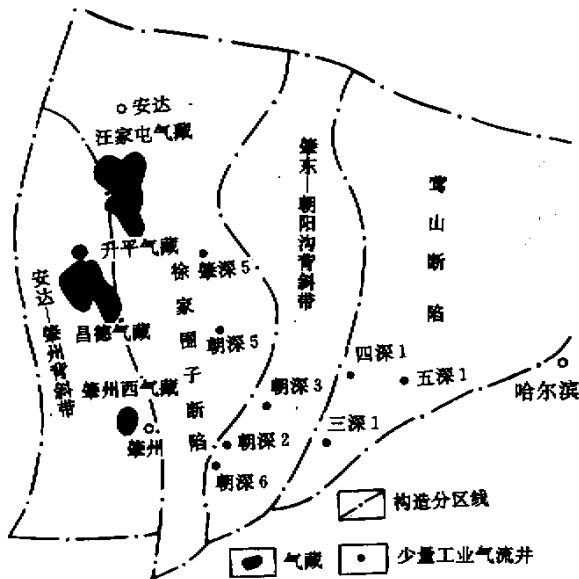 安达
汪家屯气藏
升平气藏
昌德气藏
肇州西气藏
肇州
安达—肇州背斜带
徐家围子断陷
肇深5
朝深5
朝深3
朝深2
朝深6
肇东—朝阳沟背斜带
莺山断陷
四深1
五深1
三深1
哈尔滨
构造分区线
气藏
少量工业气流井